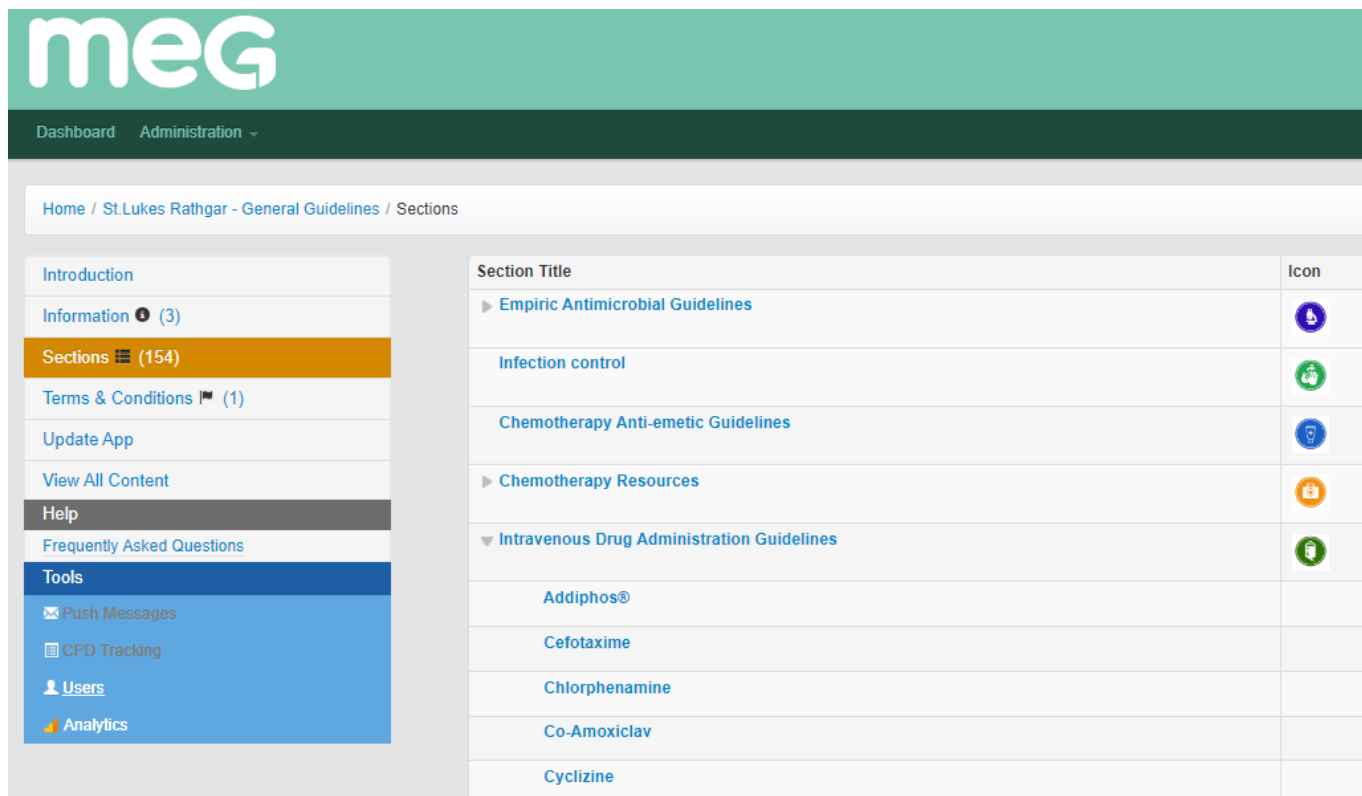 meG
Dashboard Administration
Home / St.Lukes Rathgar - General Guidelines / Sections
Introduction
Information (3)
Sections (154)
Terms & Conditions (1)
Update App
View All Content
Help
Frequently Asked Questions
Tools
Push Messages
CPD Tracking
Users
Analytics
Section Title Icon
Empiric Antimicrobial Guidelines
Infection control
Chemotherapy Anti-emetic Guidelines
Chemotherapy Resources
Intravenous Drug Administration Guidelines
Addiphos®
Cefotaxime
Chlorphenamine
Co-Amoxiclav
Cyclizine